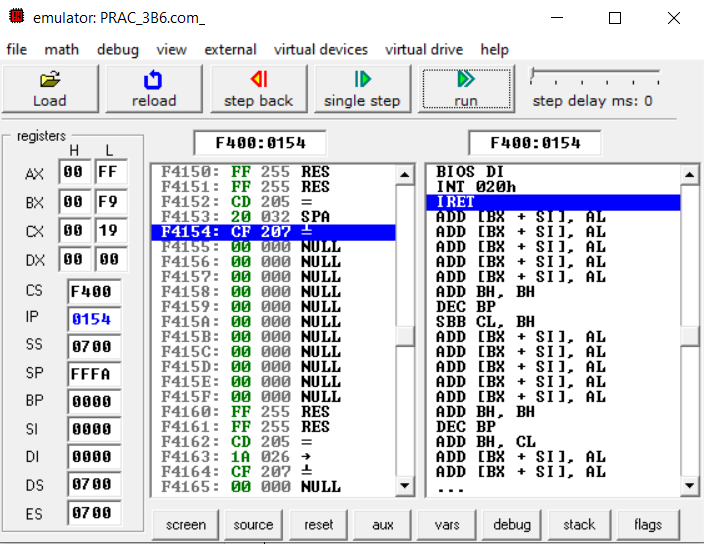 emulator: PRAC_3B6.com_
file math debug view external virtual devices virtual drive help
Load reload step back single step run step delay ms: 0
registers
H L
AX 00 FF
BX 00 F9
CX 00 19
DX 00 00
CS F400
IP 0154
SS 0700
SP FFFA
BP 0000
SI 0000
DI 0000
DS 0700
ES 0700
F400:0154
F4150: FF 255 RES
F4151: FF 255 RES
F4152: CD 205 =
F4153: 20 032 SPA
F4154: CF 207 ╧
F4155: 00 000 NULL
F4156: 00 000 NULL
F4157: 00 000 NULL
F4158: 00 000 NULL
F4159: 00 000 NULL
F415A: 00 000 NULL
F415B: 00 000 NULL
F415C: 00 000 NULL
F415D: 00 000 NULL
F415E: 00 000 NULL
F415F: 00 000 NULL
F4160: FF 255 RES
F4161: FF 255 RES
F4162: CD 205 =
F4163: 1A 026 →
F4164: CF 207 ╧
F4165: 00 000 NULL
F400:0154
BIOS DI
INT 020h
IRET
ADD [BX + SI], AL
ADD [BX + SI], AL
ADD [BX + SI], AL
ADD [BX + SI], AL
ADD [BX + SI], AL
ADD BH, BH
DEC BP
SBB CL, BH
ADD [BX + SI], AL
ADD [BX + SI], AL
ADD [BX + SI], AL
ADD [BX + SI], AL
ADD [BX + SI], AL
ADD BH, BH
DEC BP
ADD BH, CL
ADD [BX + SI], AL
ADD [BX + SI], AL
...
screen source reset aux vars debug stack flags